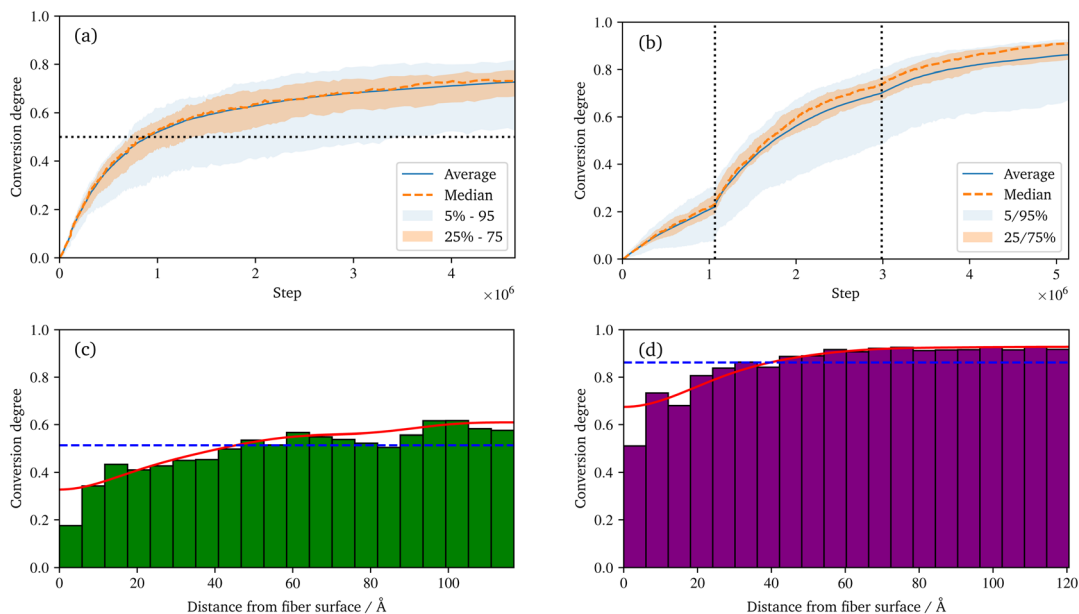 (a)
1.0
0.8
0.6
0.4
0.2
0.0
Conversion degree
0
1
2
3
4
Step
×10⁶
Average
Median
5% - 95
25% - 75
(b)
1.0
0.8
0.6
0.4
0.2
0.0
Conversion degree
0
1
2
3
4
5
Step
×10⁶
Average
Median
5/95%
25/75%
(c)
1.0
0.8
0.6
0.4
0.2
0.0
Conversion degree
0
20
40
60
80
100
Distance from fiber surface / Å
(d)
1.0
0.8
0.6
0.4
0.2
0.0
Conversion degree
0
20
40
60
80
100
120
Distance from fiber surface / Å